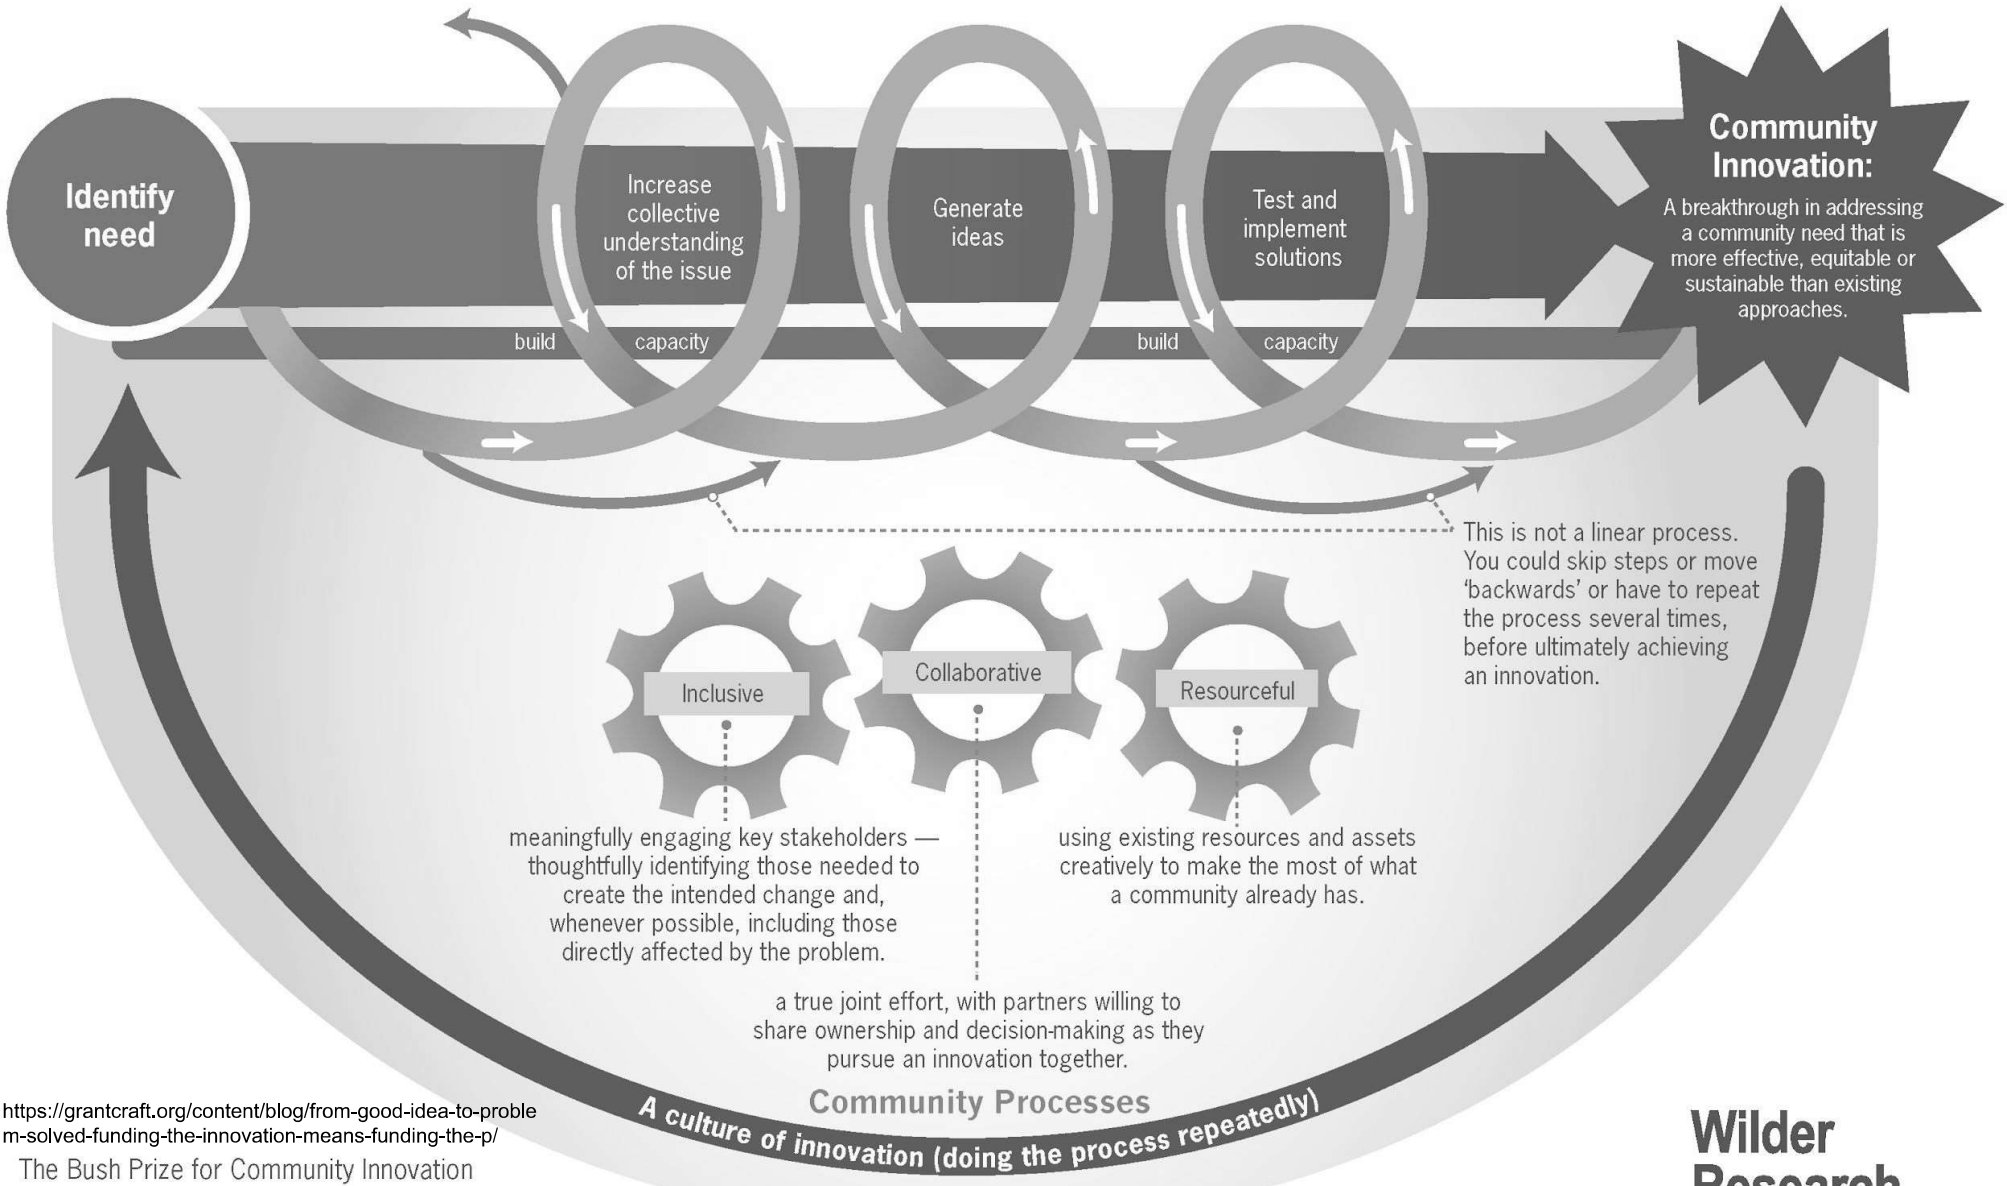 Identify
need
Increase
collective
understanding
of the issue
Generate
ideas
Test and
implement
solutions
Community
Innovation:
A breakthrough in addressing
a community need that is
more effective, equitable or
sustainable than existing
approaches.
build capacity
build capacity
This is not a linear process.
You could skip steps or move
‘backwards’ or have to repeat
the process several times,
before ultimately achieving
an innovation.
Inclusive
Collaborative
Resourceful
meaningfully engaging key stakeholders —
thoughtfully identifying those needed to
create the intended change and,
whenever possible, including those
directly affected by the problem.
using existing resources and assets
creatively to make the most of what
a community already has.
a true joint effort, with partners willing to
share ownership and decision-making as they
pursue an innovation together.
Community Processes
A culture of innovation (doing the process repeatedly)
https://grantcraft.org/content/blog/from-good-idea-to-proble
m-solved-funding-the-innovation-means-funding-the-p/
The Bush Prize for Community Innovation
Wilder
Research